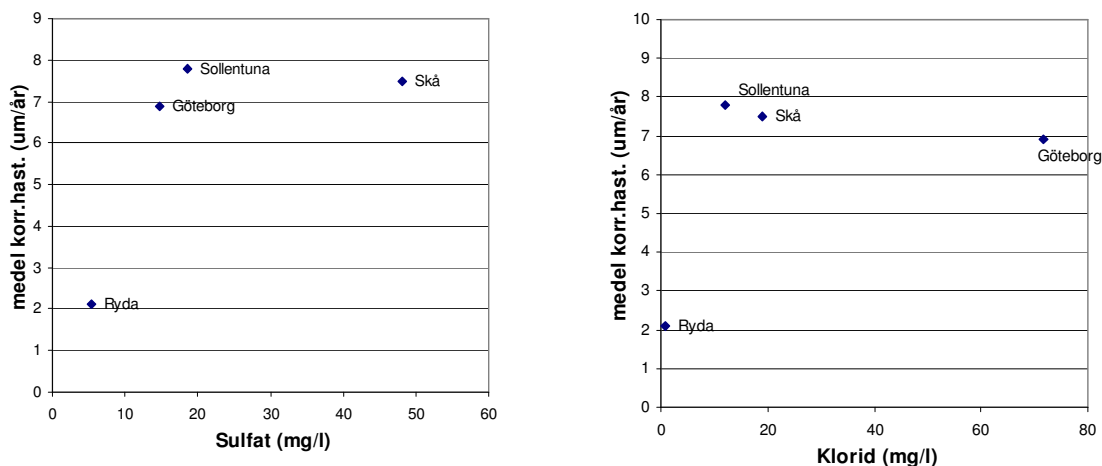 medel korr.hast. (um/år)
9
8
7
6
5
4
3
2
1
0
Sollentuna
Skå
Göteborg
Ryda
0 10 20 30 40 50 60
Sulfat (mg/l)
medel korr.hast. (um/år)
10
9
8
7
6
5
4
3
2
1
0
Sollentuna
Skå
Göteborg
Ryda
0 20 40 60 80
Klorid (mg/l)